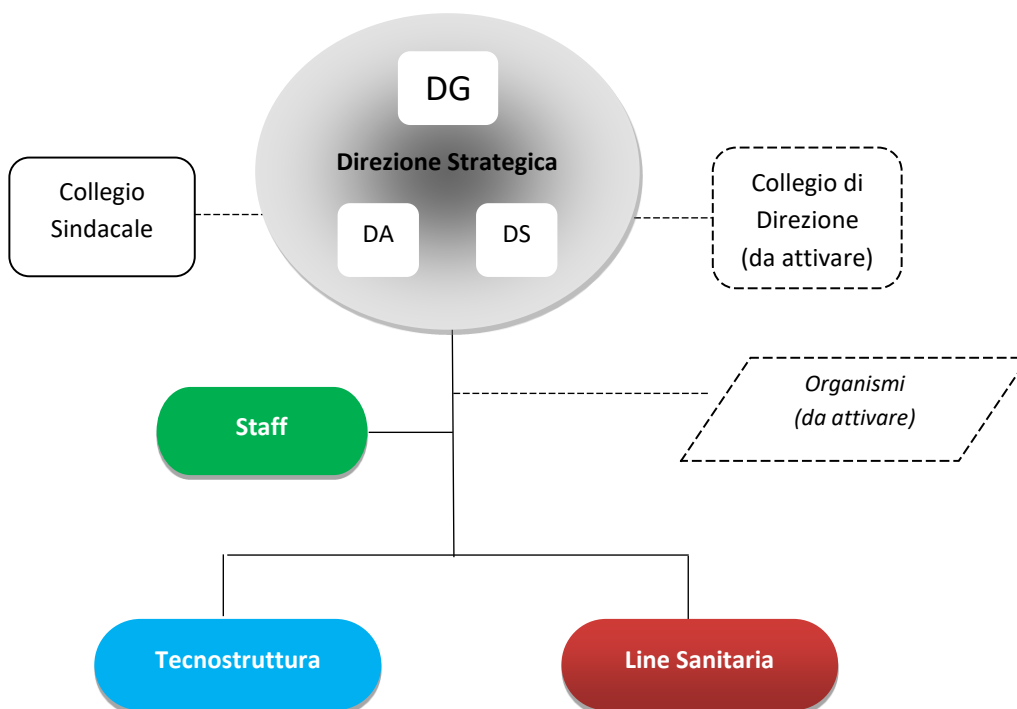 DG
Direzione Strategica
DA
DS
Collegio
Sindacale
Collegio di
Direzione
(da attivare)
Organismi
(da attivare)
Staff
Tecnostruttura
Line Sanitaria